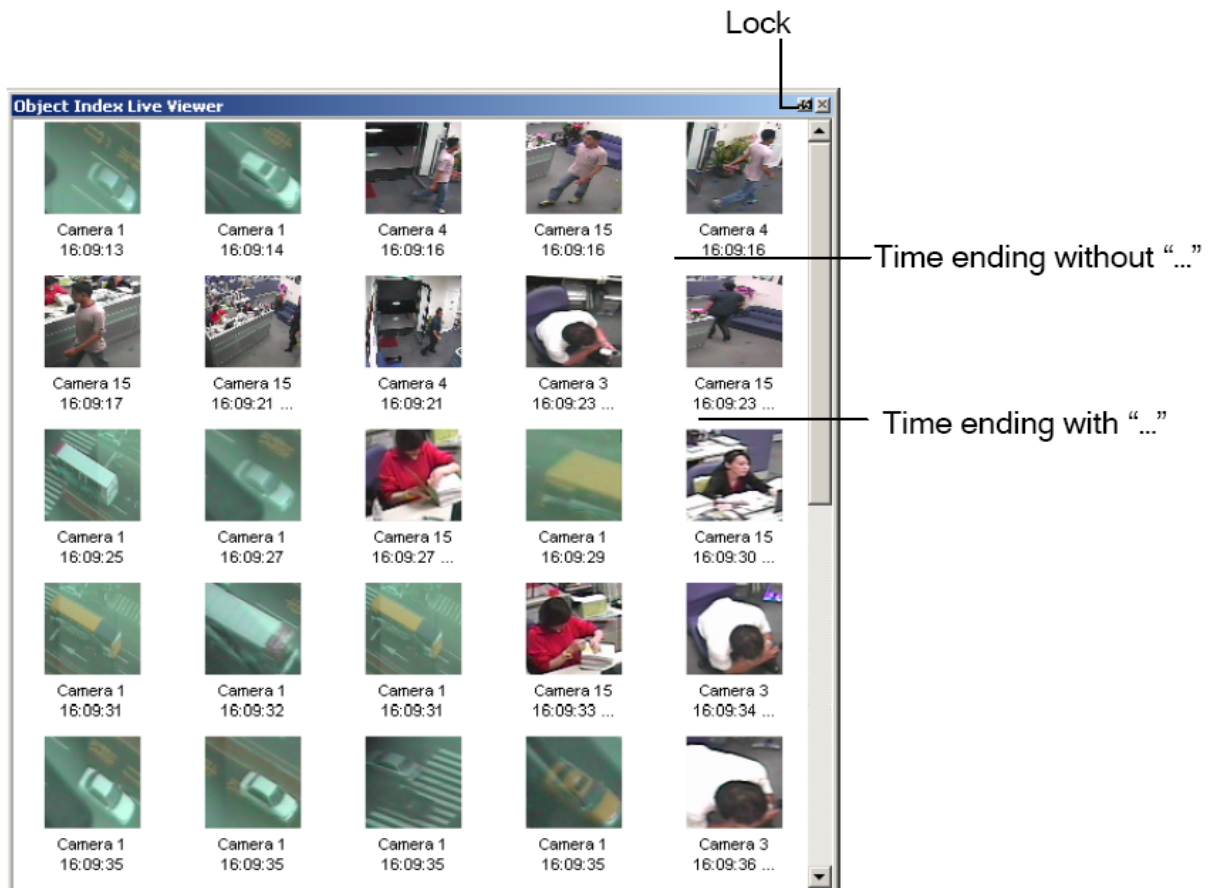 Lock
Object Index Live Viewer
Camera 1 Camera 1 Camera 4 Camera 15 Camera 4
16:09:13 16:09:14 16:09:16 16:09:16 16:09:16
Time ending without “...”
Camera 15 Camera 15 Camera 4 Camera 3 Camera 15
16:09:17 16:09:21 ... 16:09:21 16:09:23 ... 16:09:23 ...
Time ending with “...”
Camera 1 Camera 1 Camera 15 Camera 1 Camera 15
16:09:25 16:09:27 16:09:27 ... 16:09:29 16:09:30 ...
Camera 1 Camera 1 Camera 1 Camera 15 Camera 3
16:09:31 16:09:32 16:09:31 16:09:33 ... 16:09:34 ...
Camera 1 Camera 1 Camera 1 Camera 1 Camera 3
16:09:35 16:09:35 16:09:35 16:09:35 16:09:36 ...